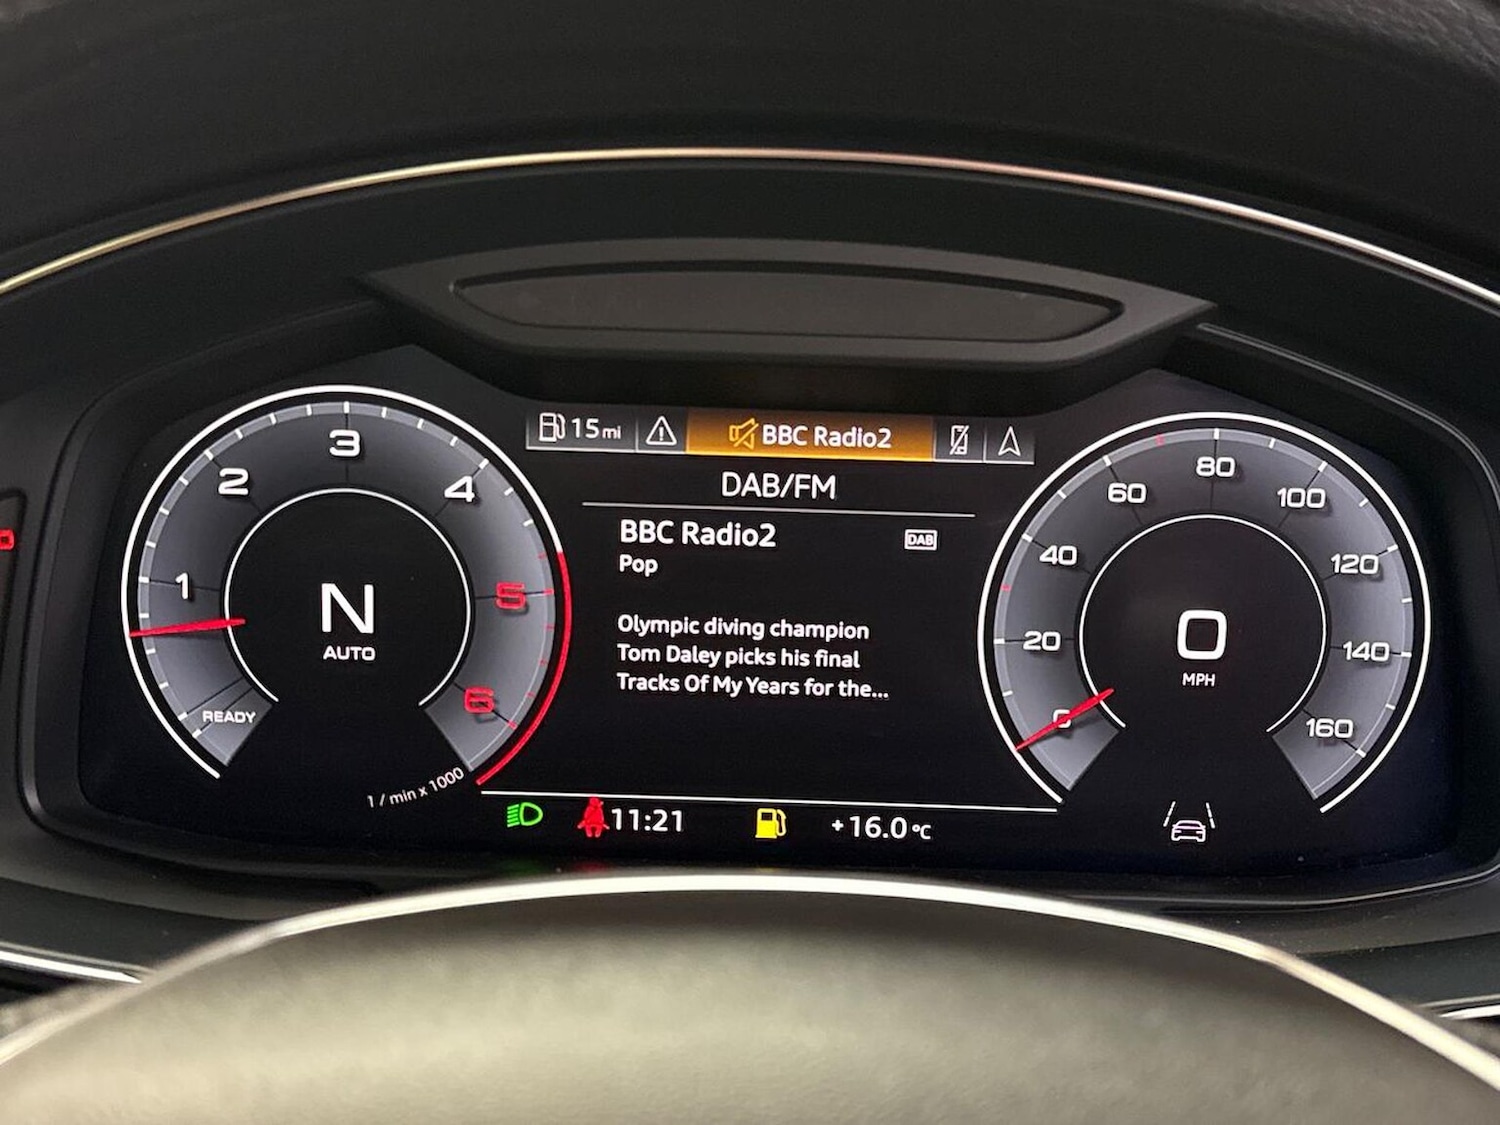 15 mi
BBC Radio2
DAB/FM
BBC Radio2
DAB
Pop
Olympic diving champion
Tom Daley picks his final
Tracks Of My Years for the...
READY
1
2
3
4
5
6
1 / min x 1000
N
AUTO
0
20
40
60
80
100
120
140
160
0
MPH
11:21
+16.0 °C